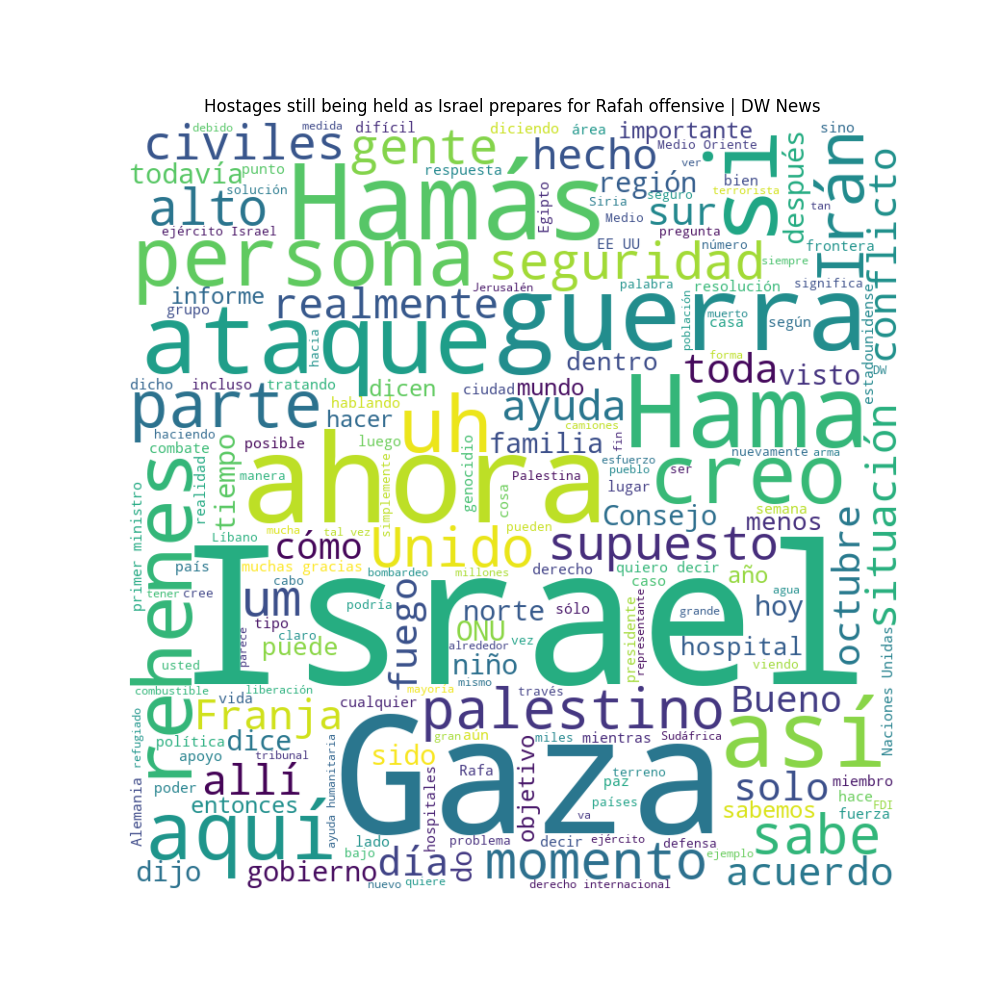 Hostages still being held as Israel prepares for Rafah offensive | DW News
debido
medida
difícil
diciendo
área
importante
sino
civiles
gente
hecho
Medio Oriente
si
después
Irán
todavía
punto
Hamás
respuesta
ver
región
bien
conflicto
solución
terrorista
alto
Egipto
Siria
seguro
sur
tan
Medio
ejército Israel
pregunta
persona
seguridad
EE UU
número
frontera
siempre
informe
realmente
Jerusalén
palabra
resolución
significa
grupo
guerra
población
muerto
casa
según
estadounidense
ataque
hacia
dentro
toda
forma
visto
DW
dicho
incluso
tratando
dicen
ciudad
mundo
parte
hacer
hablando
uh
ayuda
Hama
camiones
haciendo
combate
posible
luego
familia
fin
nuevamente
arma
situación
rehenes
realidad
tiempo
ahora
simplemente
genocidio
esfuerzo
pueblo
ser
creo
manera
cosa
Palestina
lugar
primer ministro
Líbano
mucha
tal vez
pueden
Consejo
semana
menos
octubre
cómo
Unido
supuesto
país
muchas gracias
Israel
cabo
bombardeo
millones
derecho
quiero decir
caso
año
tener
cree
um
podría
fuego
norte
sólo
representante
agua
grande
hoy
tipo
claro
ONU
vez
presidente
hospital
parece
puede
alrededor
niño
usted
viendo
Naciones Unidas
combustible
liberación
mismo
mayoría
vida
cualquier
través
palestino
Bueno
así
refugiado
Franja
política
dice
gran
aún
miles
mientras
Sudáfrica
apoyo
tribunal
sido
Gaza
Rafa
objetivo
terreno
paz
allí
poder
ayuda humanitaria
hospitales
solo
miembro
países
hace
FDI
Alemania
entonces
sabemos
fuerza
va
aquí
lado
problema
decir
ejército
defensa
sabe
bajo
día
do
momento
ejemplo
dijo
gobierno
nuevo
quiere
derecho internacional
acuerdo